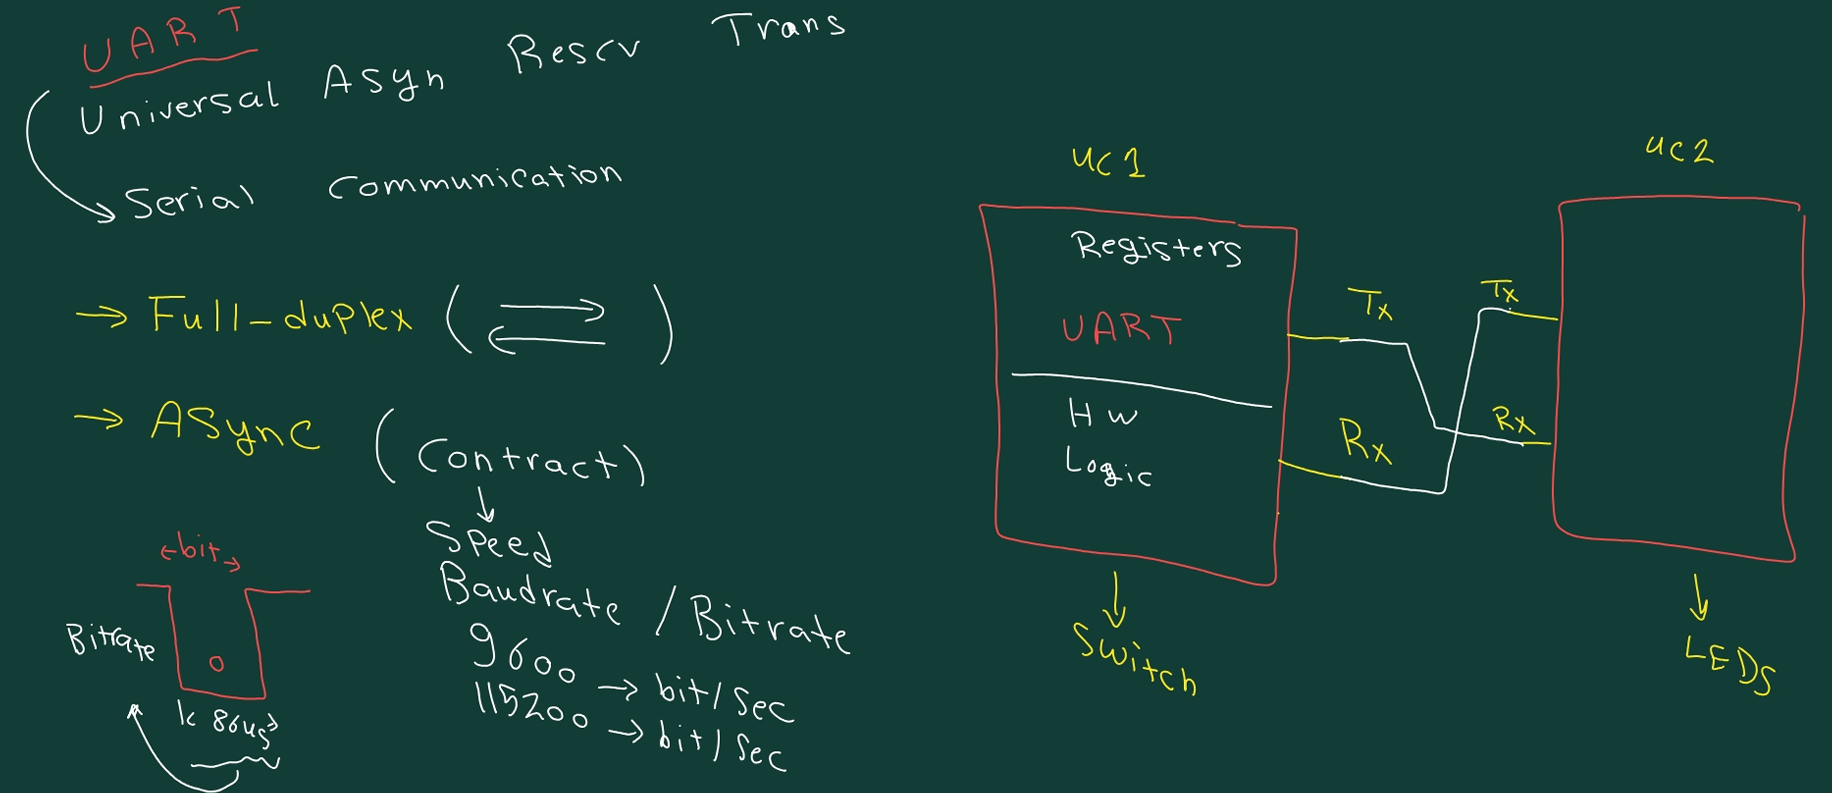 UART
Universal Asyn Rescv Trans
Serial Communication
→ Full-duplex ( )
→ ASync (Contract)
Speed
Baudrate / Bitrate
9600 → bit/sec
115200 → bit/sec
←bit→
Bitrate
0
86us
uc1
Registers
UART
HW
Logic
Switch
Tx
Rx
Tx
Rx
uc2
LEDs